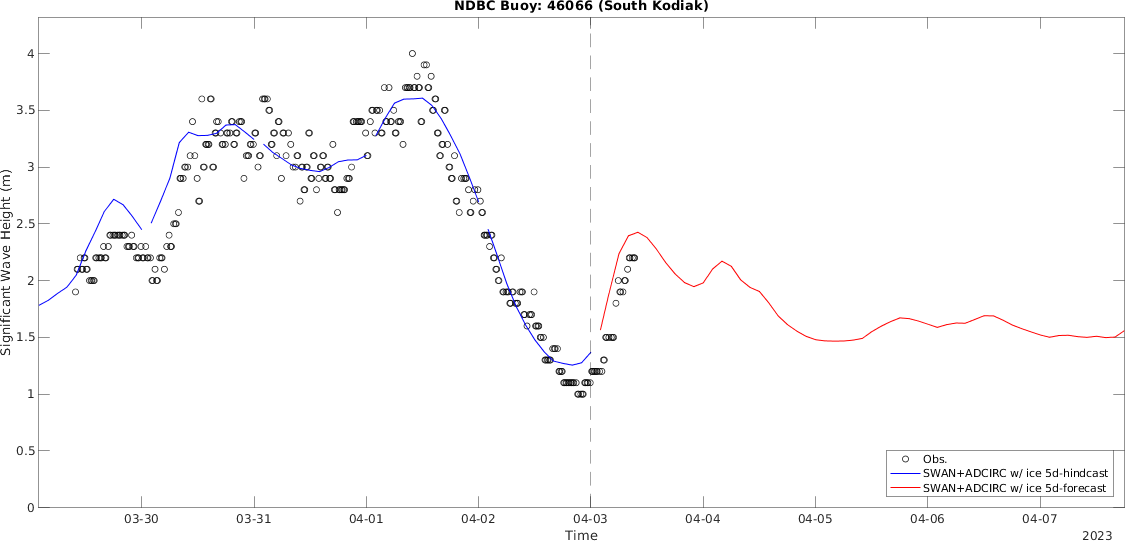 NDBC Buoy: 46066 (South Kodiak)
Significant Wave Height (m)
4
3.5
3
2.5
2
1.5
1
0.5
0
Obs.
SWAN+ADCIRC w/ ice 5d-hindcast
SWAN+ADCIRC w/ ice 5d-forecast
03-30 03-31 04-01 04-02 04-03 04-04 04-05 04-06 04-07
Time
2023